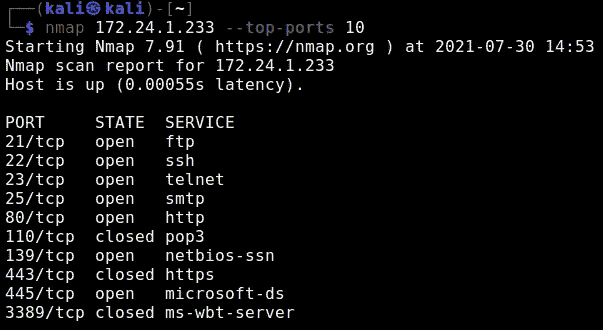 ┌──(kali㉿kali)-[~]
└─$ nmap 172.24.1.233 --top-ports 10
Starting Nmap 7.91 ( https://nmap.org ) at 2021-07-30 14:53
Nmap scan report for 172.24.1.233
Host is up (0.00055s latency).
PORT     STATE  SERVICE
21/tcp   open   ftp
22/tcp   open   ssh
23/tcp   open   telnet
25/tcp   open   smtp
80/tcp   open   http
110/tcp  closed pop3
139/tcp  open   netbios-ssn
443/tcp  closed https
445/tcp  open   microsoft-ds
3389/tcp closed ms-wbt-server